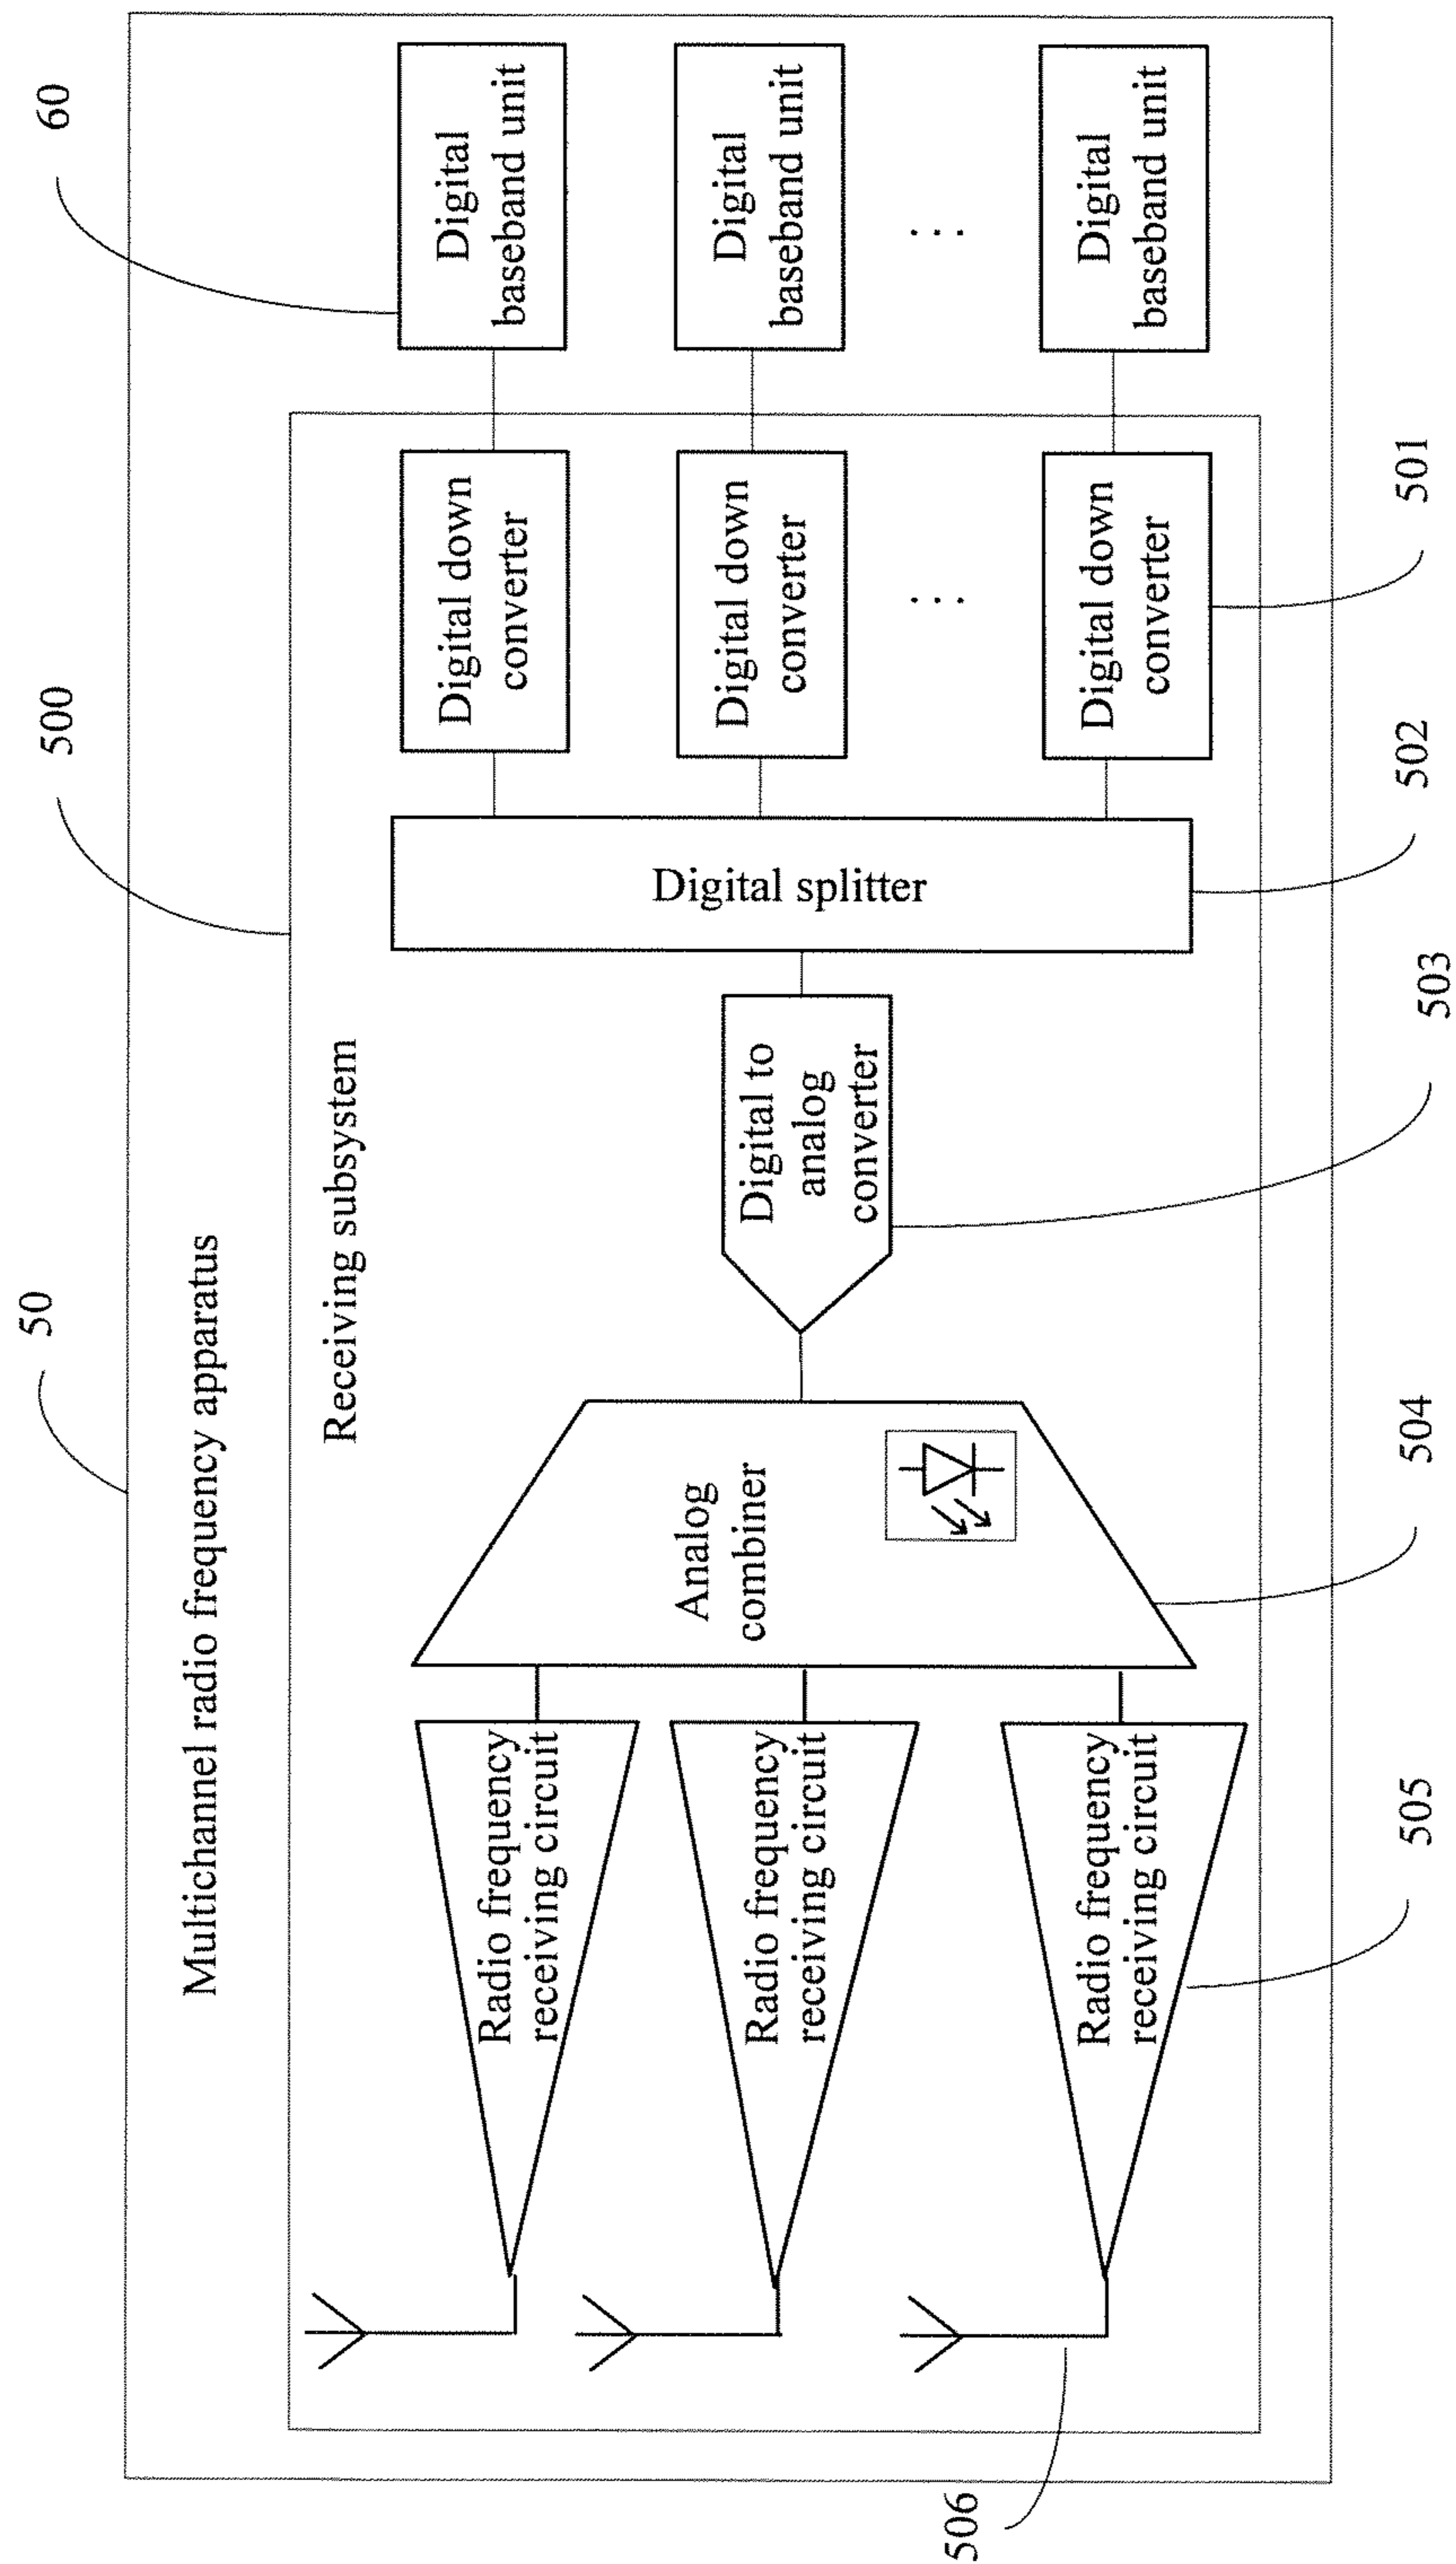 50
500
60
Multichannel radio frequency apparatus
Receiving subsystem
Radio frequency
receiving circuit
Analog
combiner
Digital to
analog
converter
Digital splitter
Digital down
converter
Digital
baseband unit
Radio frequency
receiving circuit
Digital down
converter
Digital
baseband unit
...
...
Radio frequency
receiving circuit
Digital down
converter
Digital
baseband unit
506
505
504
503
502
501